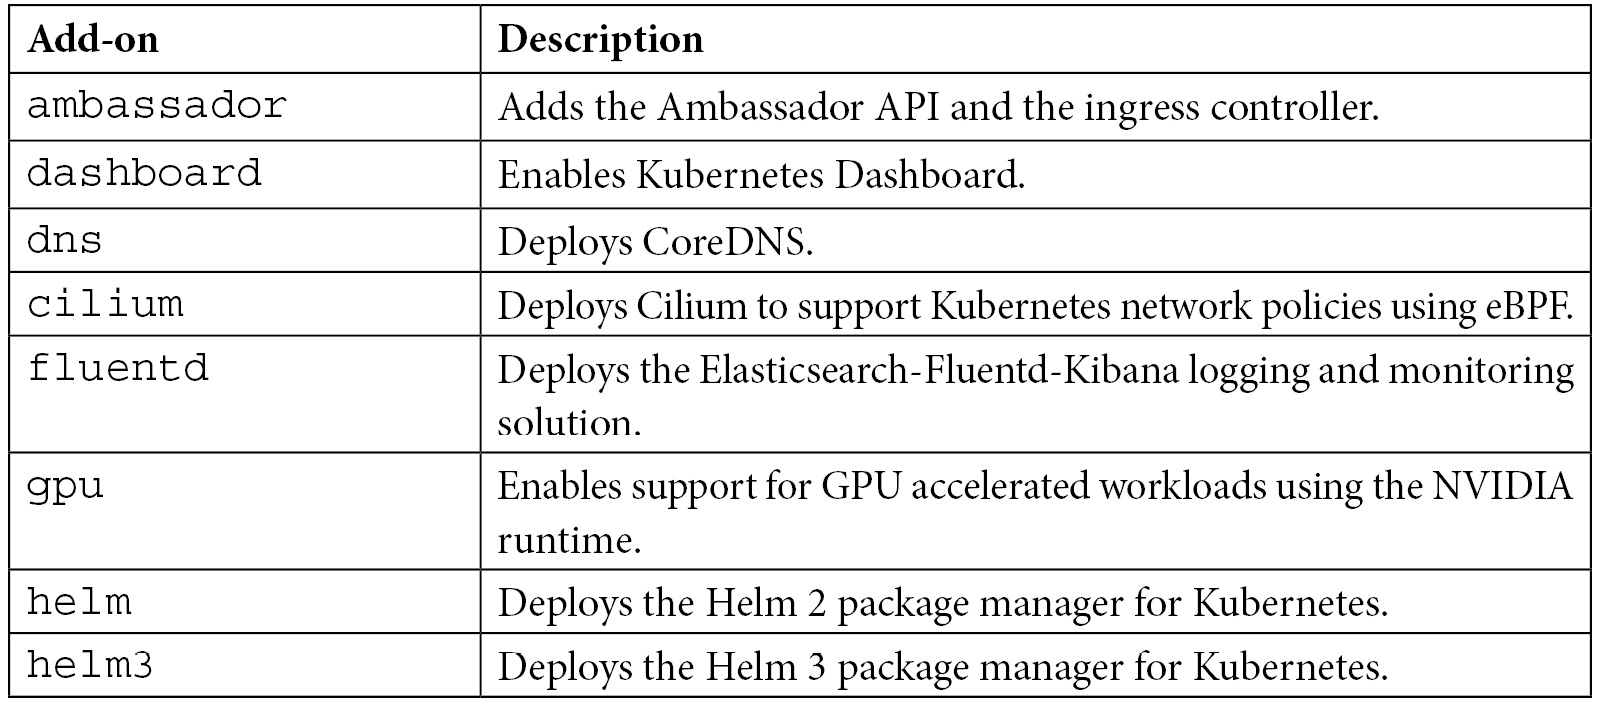 Add-on Description
ambassador Adds the Ambassador API and the ingress controller.
dashboard Enables Kubernetes Dashboard.
dns Deploys CoreDNS.
cilium Deploys Cilium to support Kubernetes network policies using eBPF.
fluentd Deploys the Elasticsearch-Fluentd-Kibana logging and monitoring
solution.
gpu Enables support for GPU accelerated workloads using the NVIDIA
runtime.
helm Deploys the Helm 2 package manager for Kubernetes.
helm3 Deploys the Helm 3 package manager for Kubernetes.